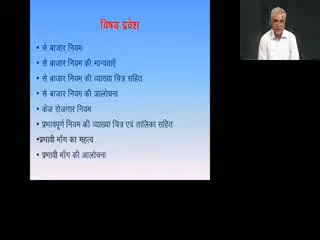 विषय प्रवेश
• से बाजार नियम
• से बाजार नियम की मान्यताएँ
• से बाजार नियम की व्याख्या चित्र सहित
• से बाजार नियम की आलोचना
• केज रोजगार नियम
• प्रभावपूर्ण नियम की व्याख्या चित्र एवं तालिका सहित
•प्रभावी माँग का महत्व
• प्रभावी माँग की आलोचना